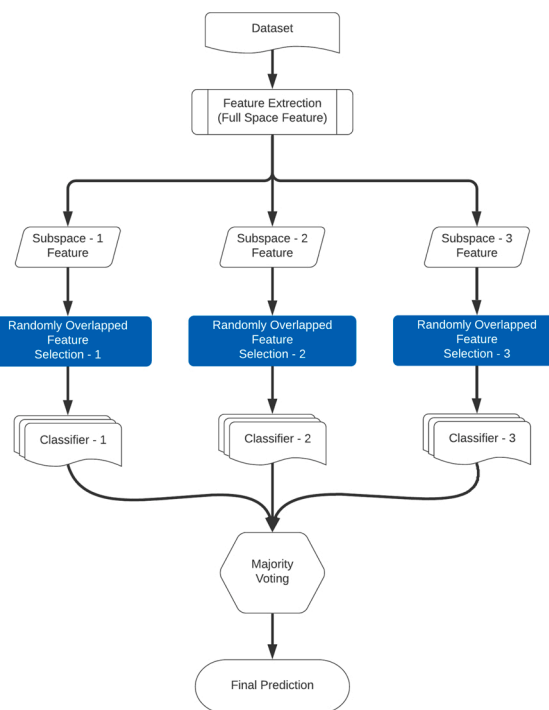 Dataset
Feature Extrection
(Full Space Feature)
Subspace - 1
Feature
Subspace - 2
Feature
Subspace - 3
Feature
Randomly Overlapped
Feature
Selection - 1
Randomly Overlapped
Feature
Selection - 2
Randomly Overlapped
Feature
Selection - 3
Classifier - 1
Classifier - 2
Classifier - 3
Majority
Voting
Final Prediction